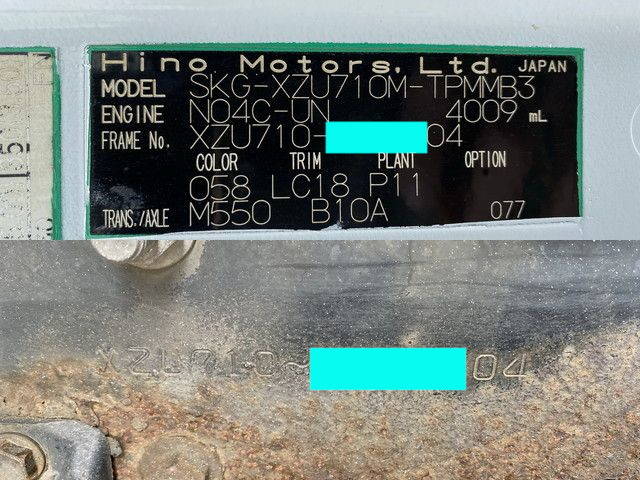 Hino Motors, Ltd. JAPAN
MODEL SKG-XZU710M-TPMMB3
ENGINE N04C-UN 4009 mL
FRAME No. XZU710- 04
COLOR TRIM PLANT OPTION
058 LC18 P11
TRANS./AXLE M550 B10A 077
XZU710~ 04